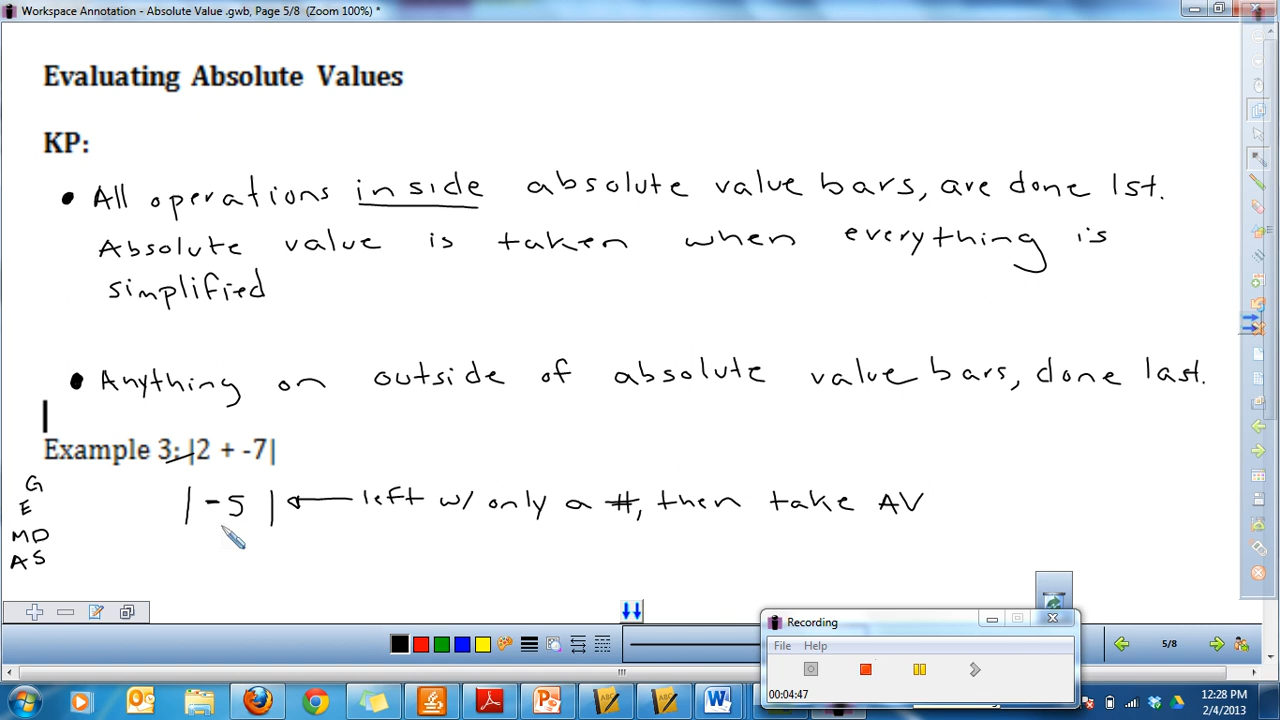 Workspace Annotation - Absolute Value .gwb, Page 5/8 (Zoom 100%) *
Evaluating Absolute Values
KP:
• All operations inside absolute value bars, are done 1st.
Absolute value is taken when everything is
simplified
• Anything on outside of absolute value bars, done last.
Example 3: |2 + -7|
G
E
MD
AS
|-5| ← left w/ only a #, then take AV
Recording
File Help
00:04:47
5/8
12:28 PM
2/4/2013